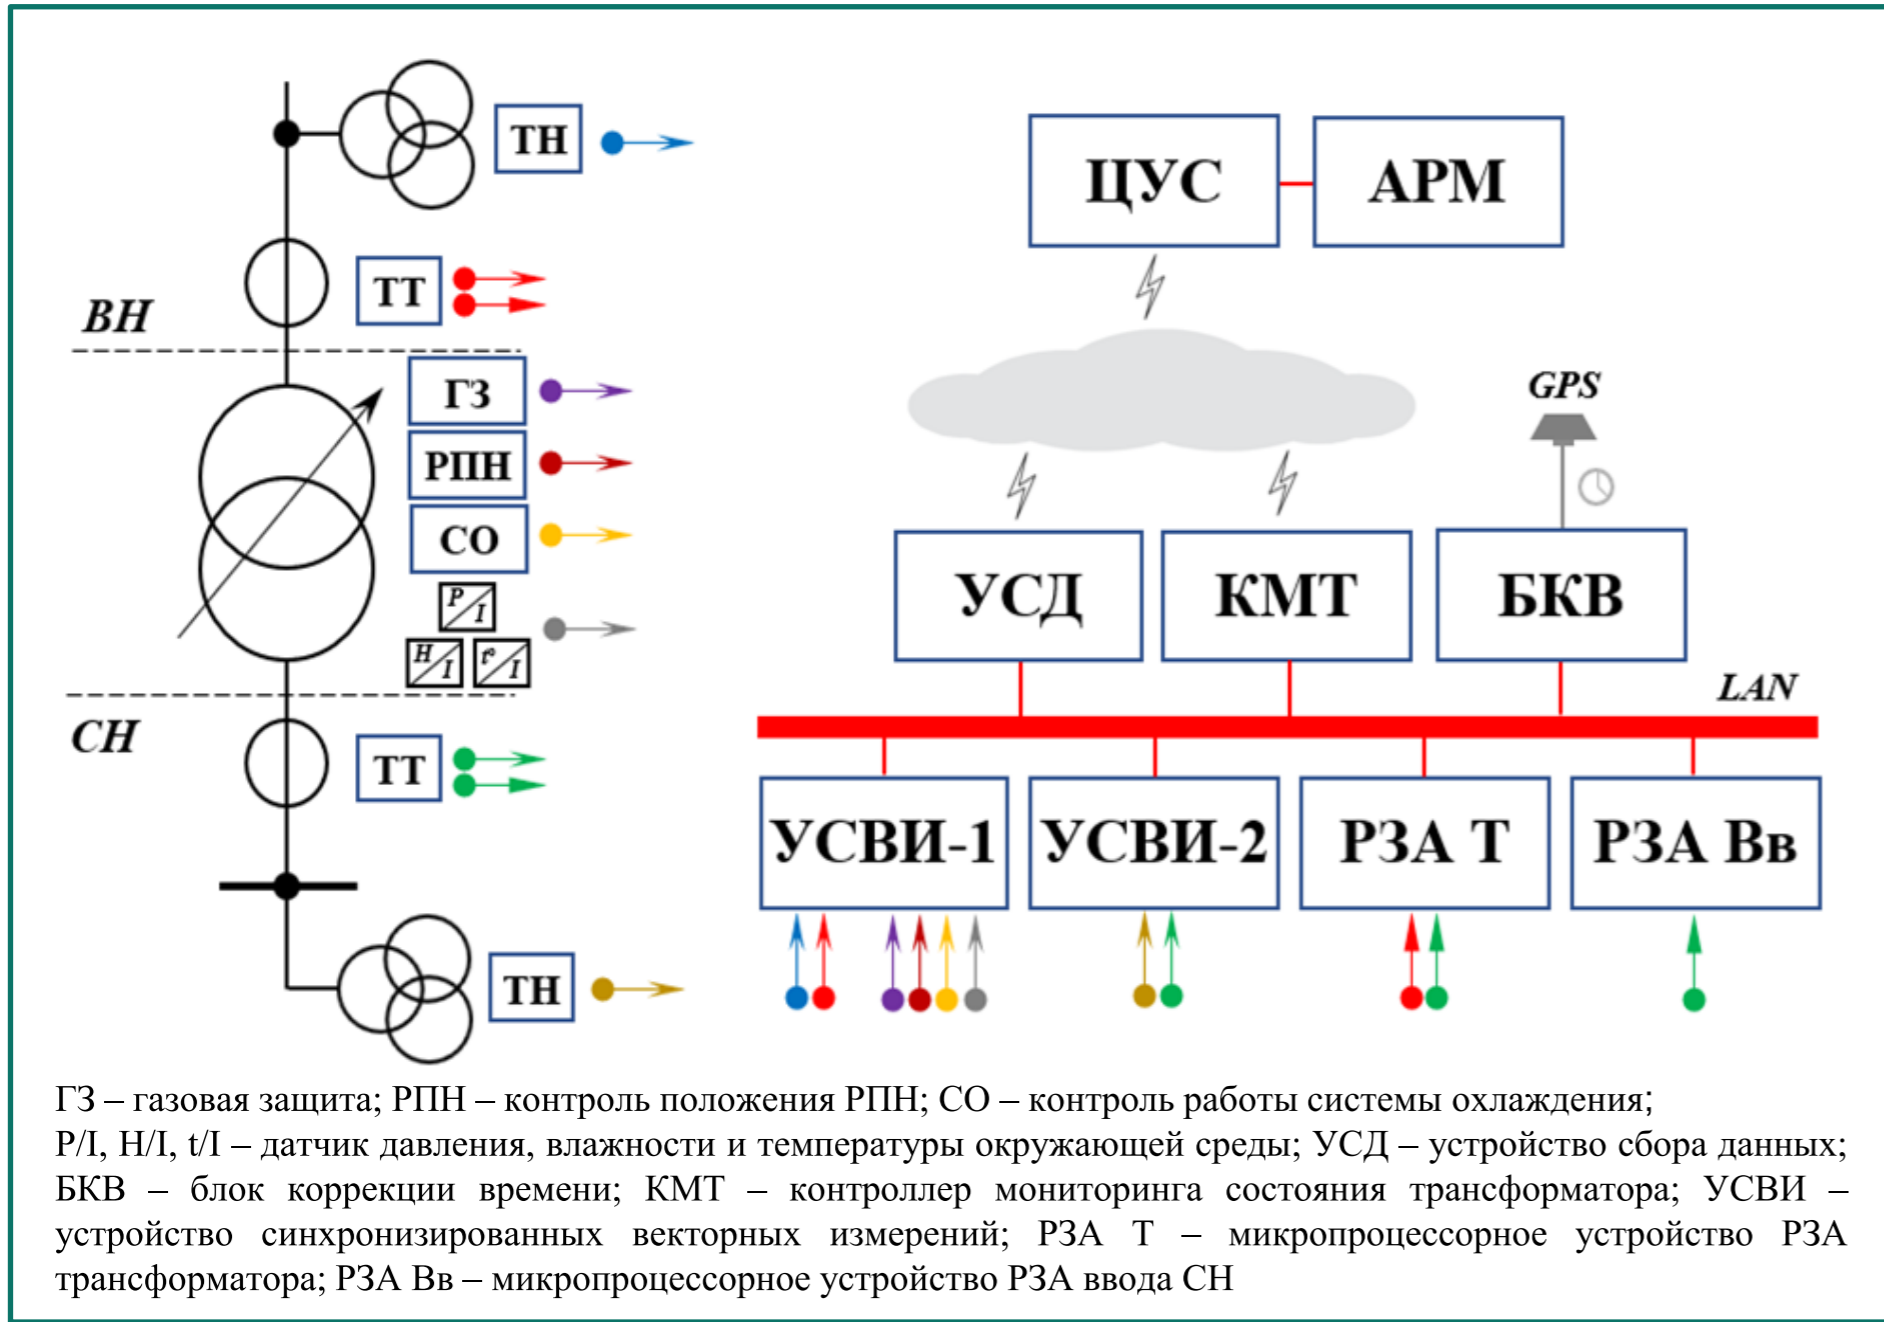 ТН
ТТ
ВН
ГЗ
РПН
СО
P/I
H/I t°/I
СН
ТТ
ТН
ЦУС АРМ
GPS
УСД КМТ БКВ
LAN
УСВИ-1 УСВИ-2 РЗА Т РЗА Вв
ГЗ – газовая защита; РПН – контроль положения РПН; СО – контроль работы системы охлаждения;
P/I, H/I, t/I – датчик давления, влажности и температуры окружающей среды; УСД – устройство сбора данных;
БКВ – блок коррекции времени; КМТ – контроллер мониторинга состояния трансформатора; УСВИ –
устройство синхронизированных векторных измерений; РЗА Т – микропроцессорное устройство РЗА
трансформатора; РЗА Вв – микропроцессорное устройство РЗА ввода СН